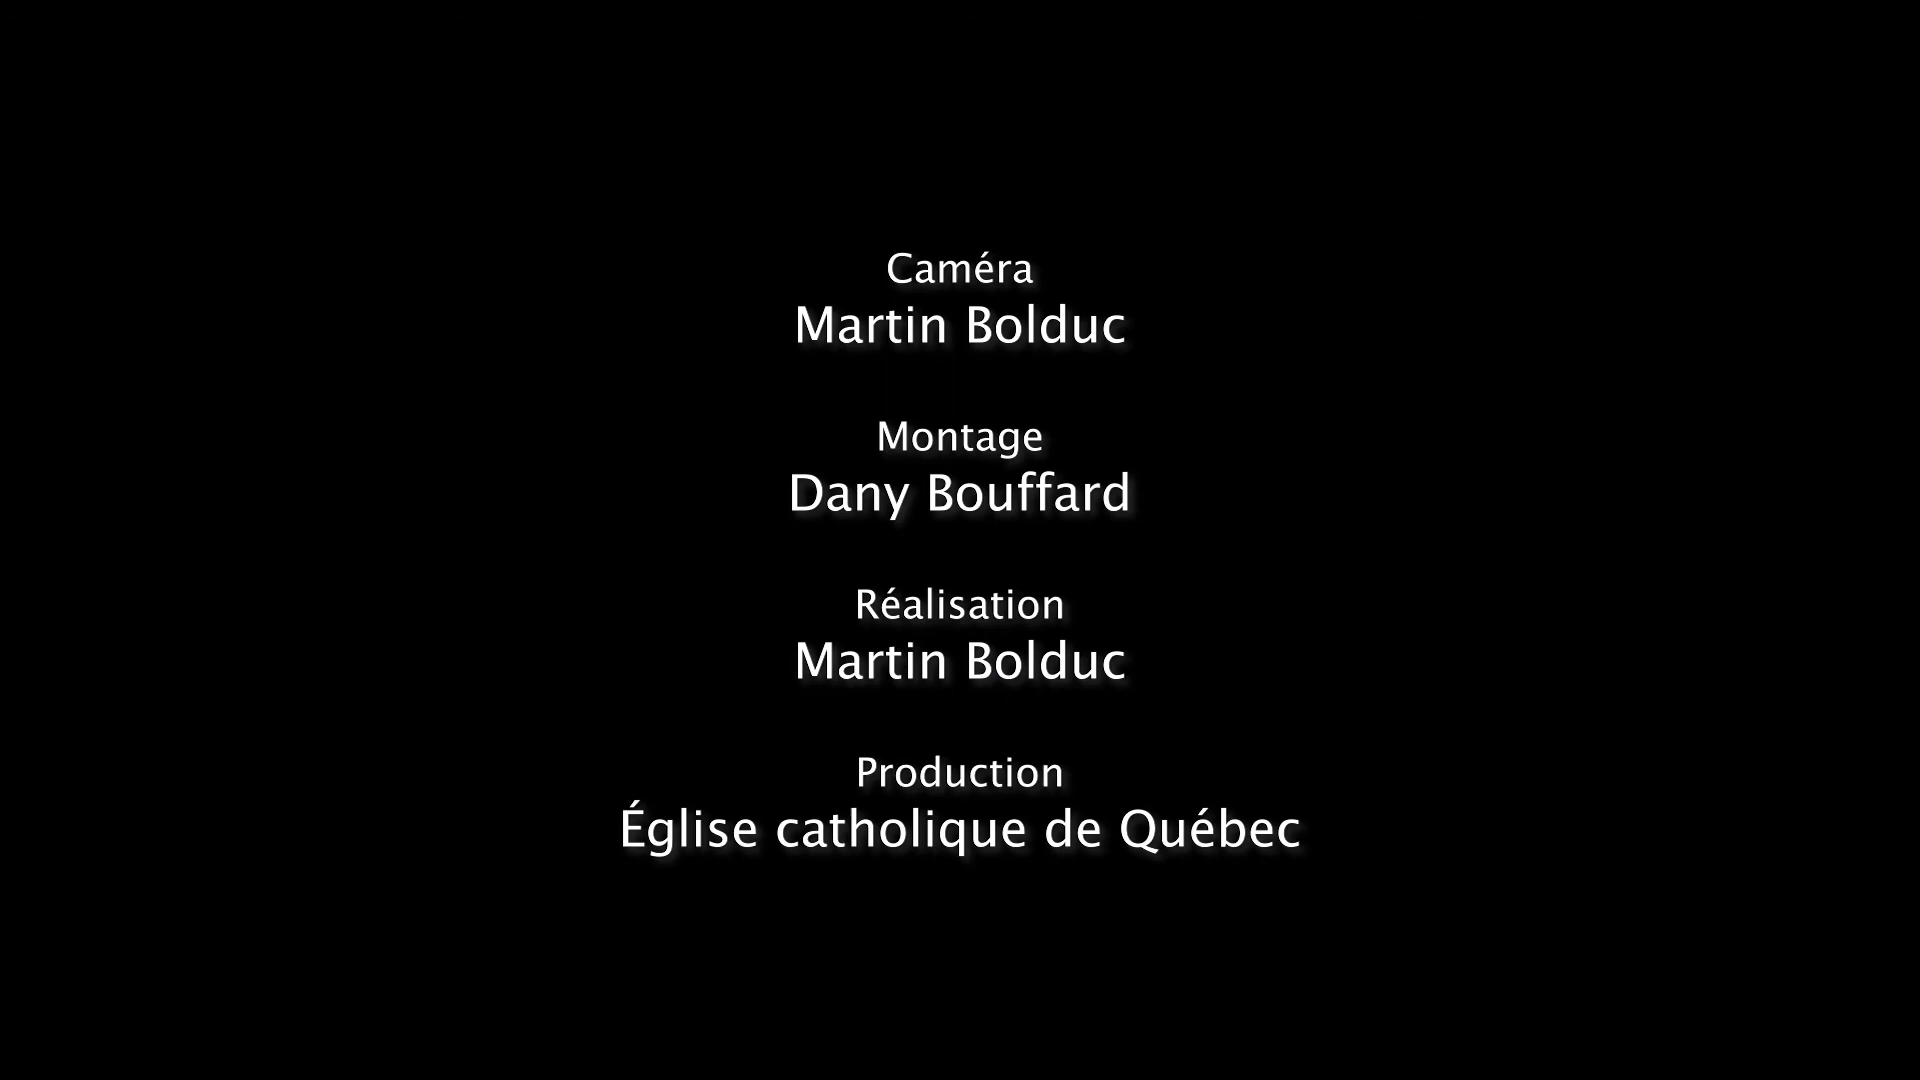 Caméra
Martin Bolduc
Montage
Dany Bouffard
Réalisation
Martin Bolduc
Production
Église catholique de Québec